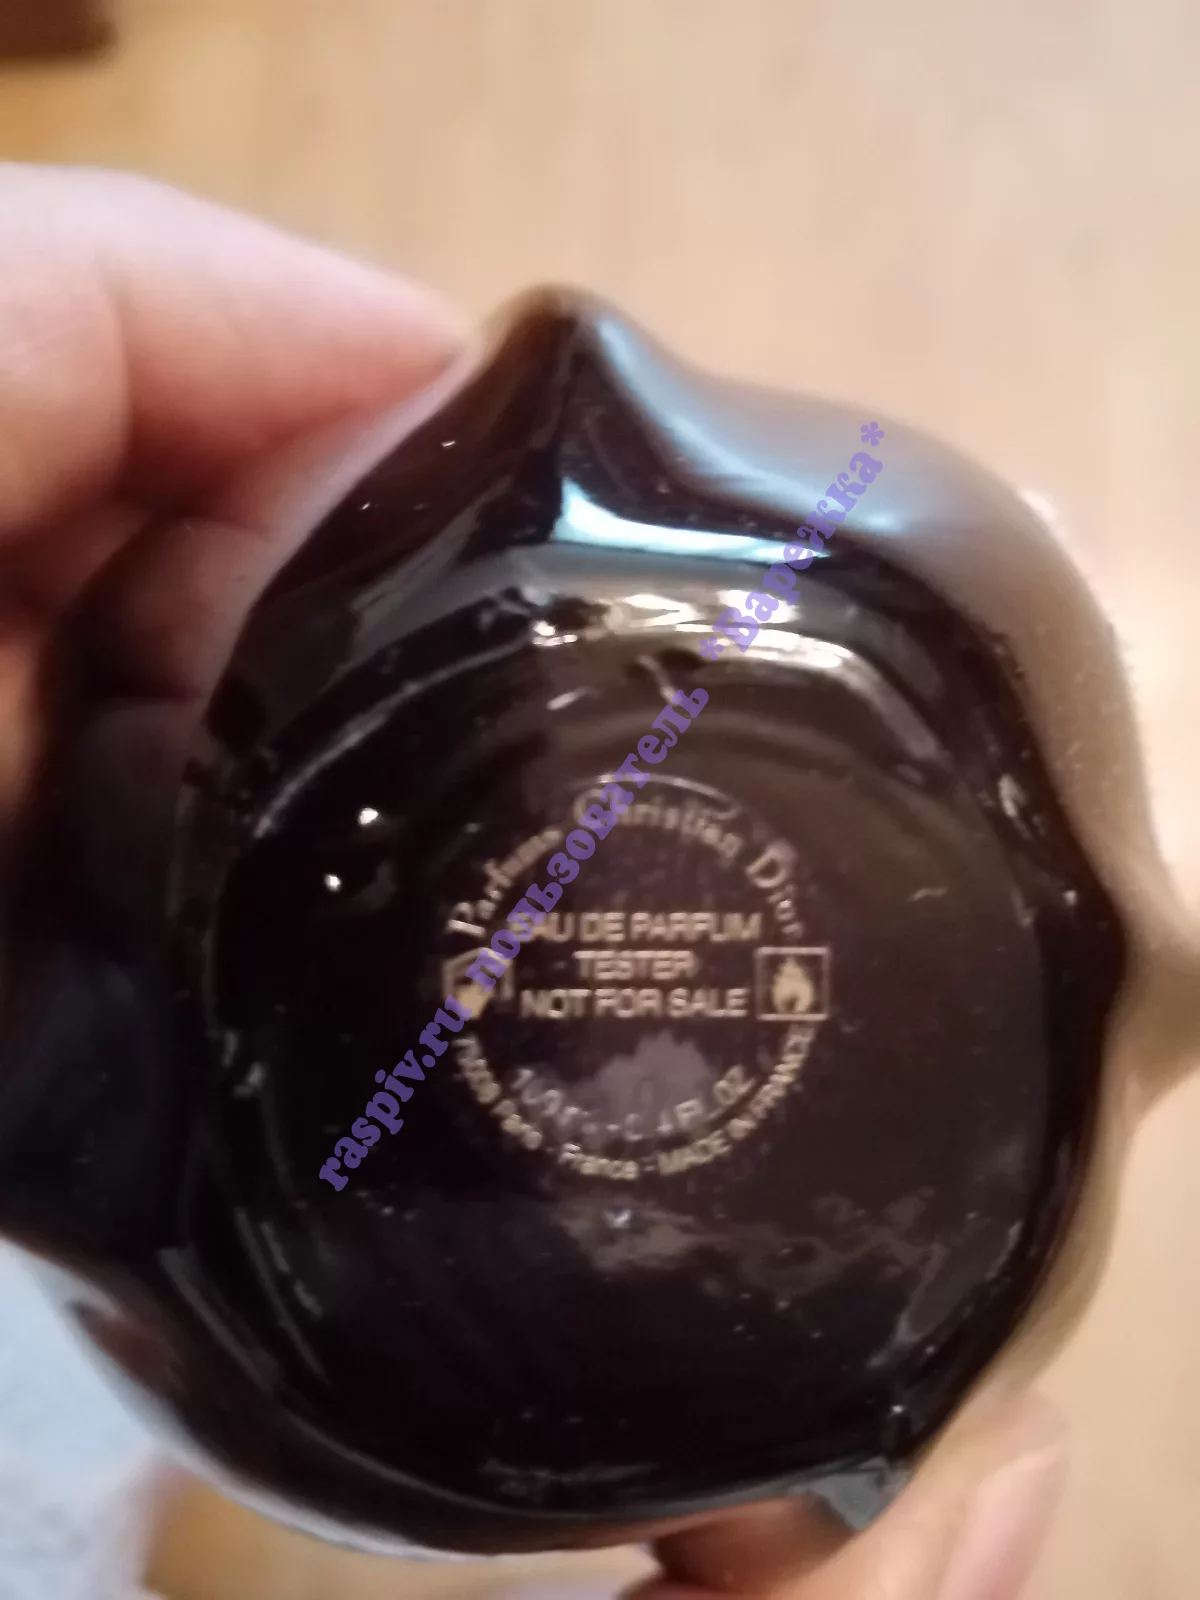 Parfums Christian Dior
EAU DE PARFUM
TESTER
NOT FOR SALE
FL.OZ
75008 Paris - France - MADE IN FRANCE
raspiv.ru пользователь *Варежка*